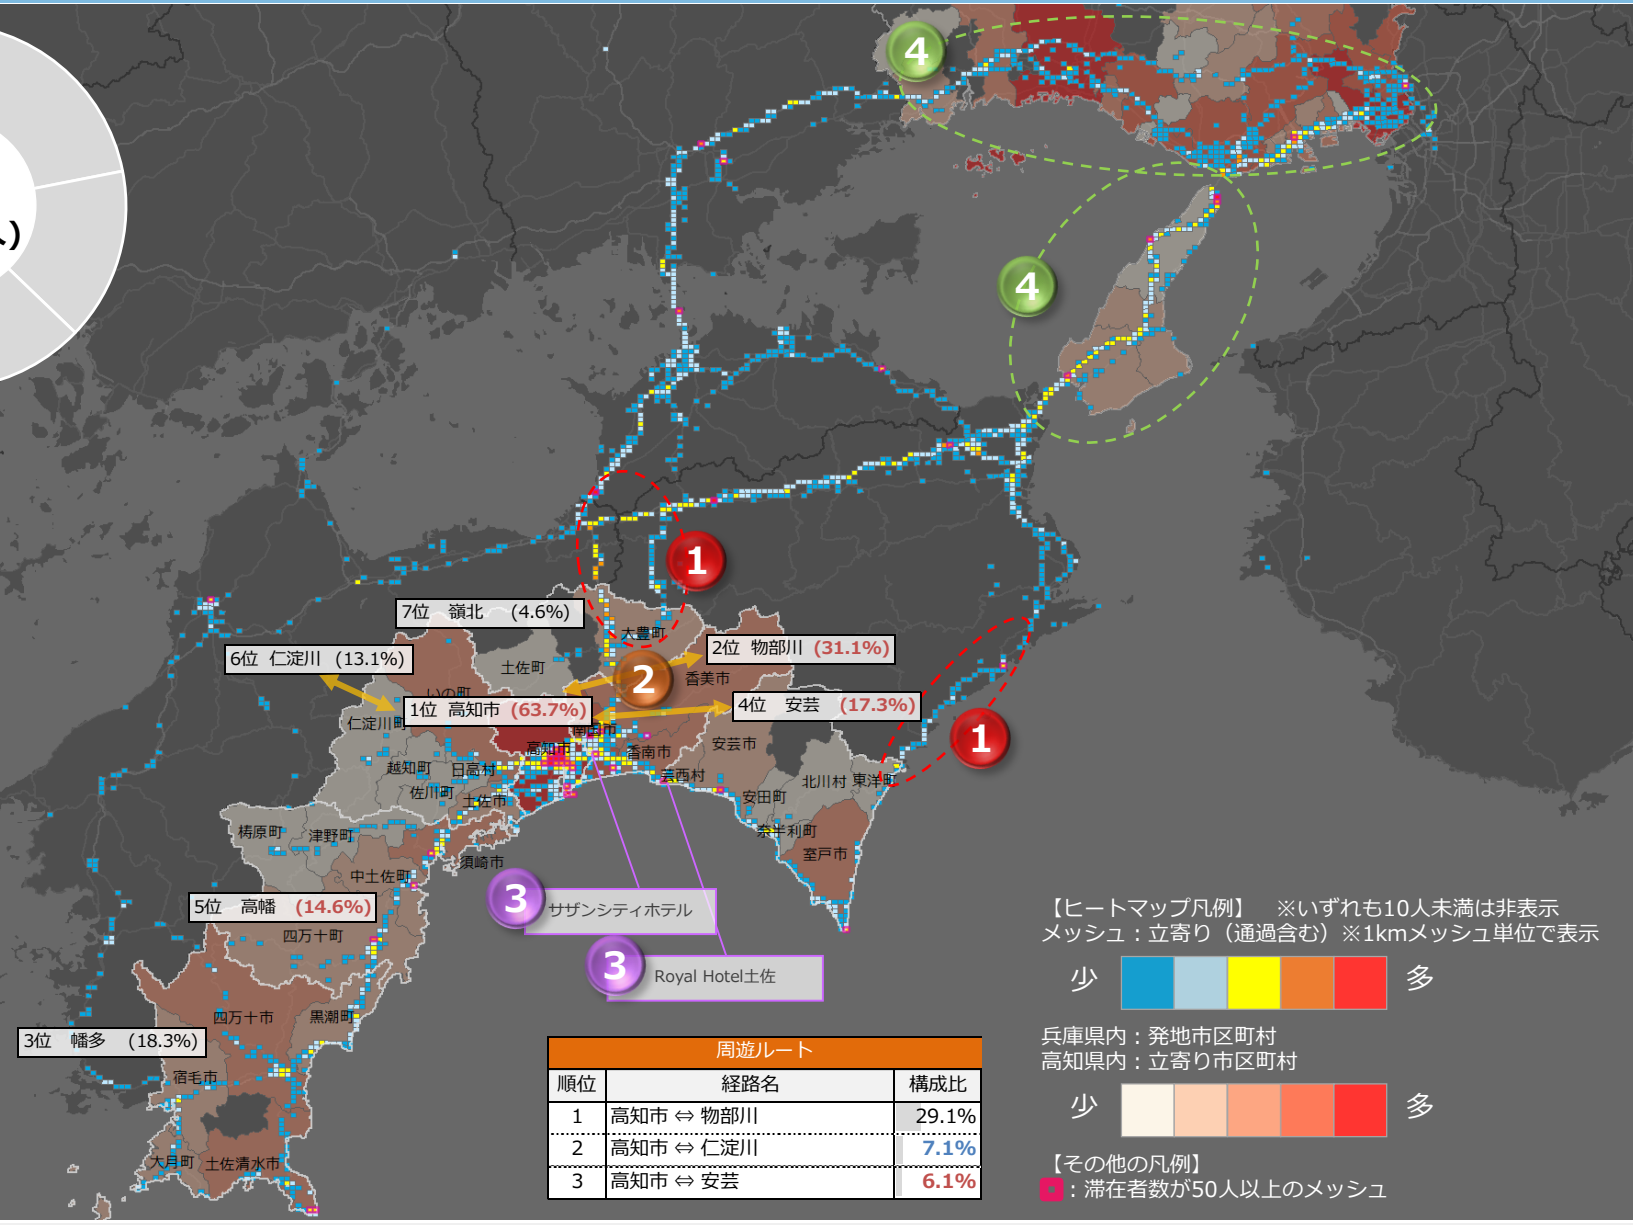 人)
4
4
1
7位 嶺北 (4.6%)
大豊町
2位 物部川 (31.1%)
6位 仁淀川 (13.1%)
土佐町
2
香美市
いの町
1位 高知市 (63.7%)
4位 安芸 (17.3%)
仁淀川町
南国市
高知市
香南市
安芸市
1
越知町
日高村
芸西村
北川村
東洋町
佐川町
土佐市
安田町
梼原町
津野町
奈半利町
須崎市
室戸市
中土佐町
5位 高幡 (14.6%)
3
サザンシティホテル
四万十町
3
Royal Hotel土佐
四万十市
黒潮町
3位 幡多 (18.3%)
宿毛市
大月町
土佐清水市
周遊ルート
順位 経路名 構成比
1 高知市 ⇔ 物部川 29.1%
2 高知市 ⇔ 仁淀川 7.1%
3 高知市 ⇔ 安芸 6.1%
【ヒートマップ凡例】 ※いずれも10人未満は非表示
メッシュ：立寄り（通過含む）※1kmメッシュ単位で表示
少 多
兵庫県内：発地市区町村
高知県内：立寄り市区町村
少 多
【その他の凡例】
：滞在者数が50人以上のメッシュ